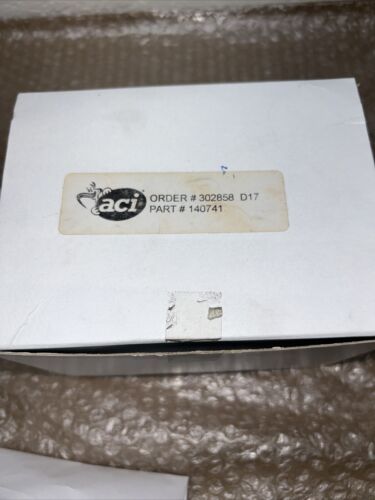 aci
ORDER # 302858 D17
PART # 140741